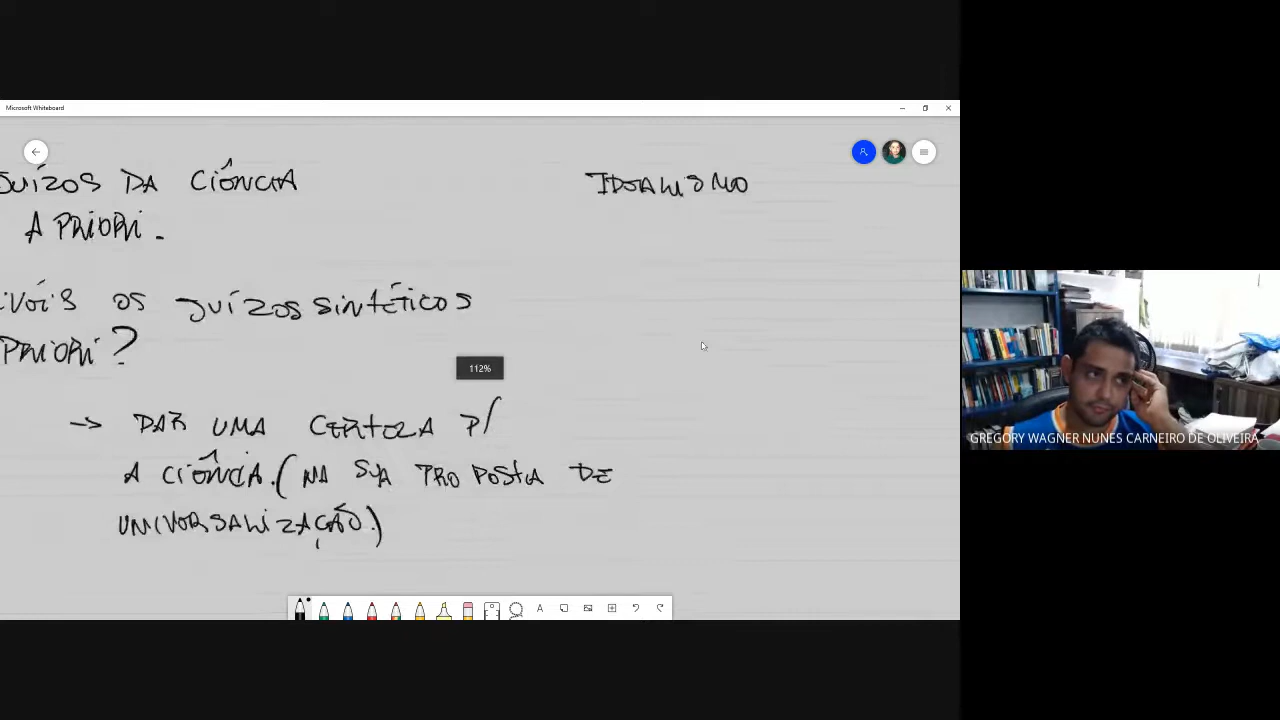 Microsoft Whiteboard
JUÍZOS DA CIÊNCIA
A PRIORI.
IDEALISMO
OS JUÍZOS SINTÉTICOS
PRIORI?
112%
→ DAR UMA CERTEZA P/
A CIÊNCIA. (NA SUA PROPOSTA DE
UNIVERSALIZAÇÃO.)
GREGORY WAGNER NUNES CARNEIRO DE OLIVEIRA